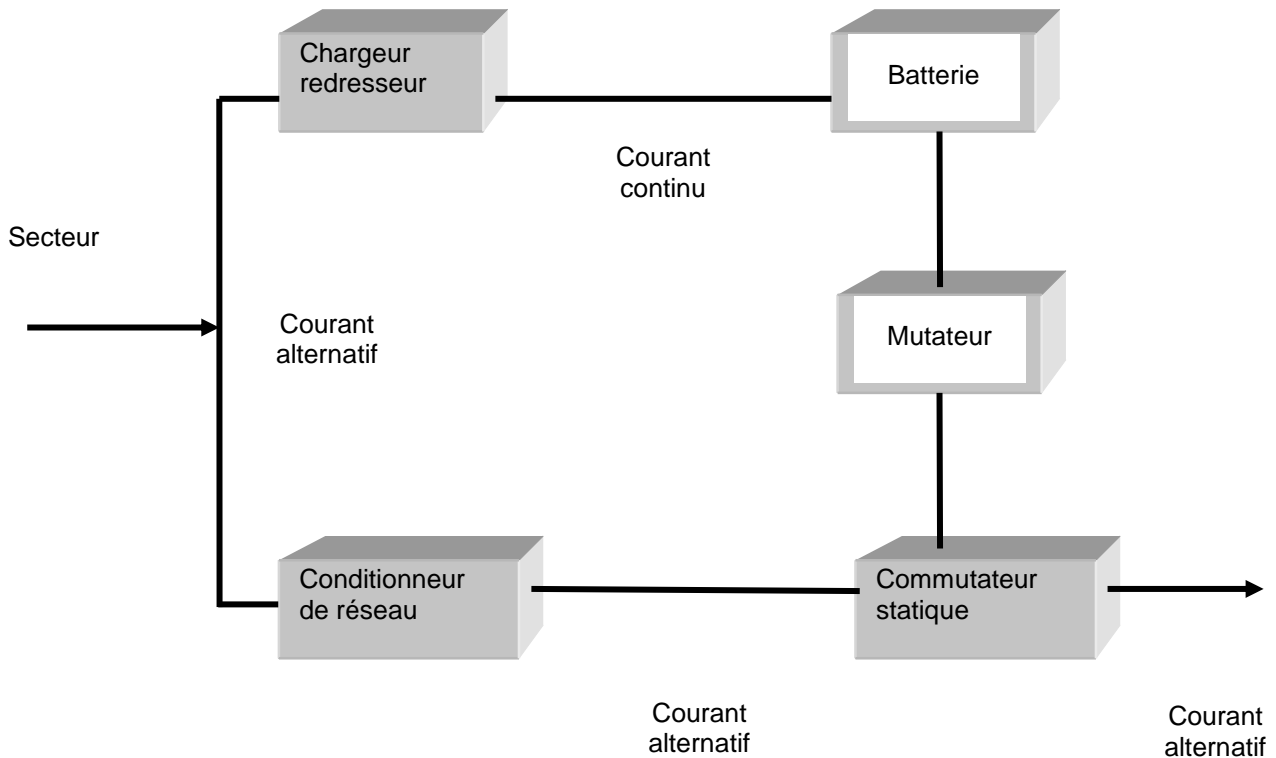 Chargeur
redresseur
Batterie
Courant
continu
Secteur
Courant
alternatif
Mutateur
Conditionneur
de réseau
Commutateur
statique
Courant
alternatif
Courant
alternatif